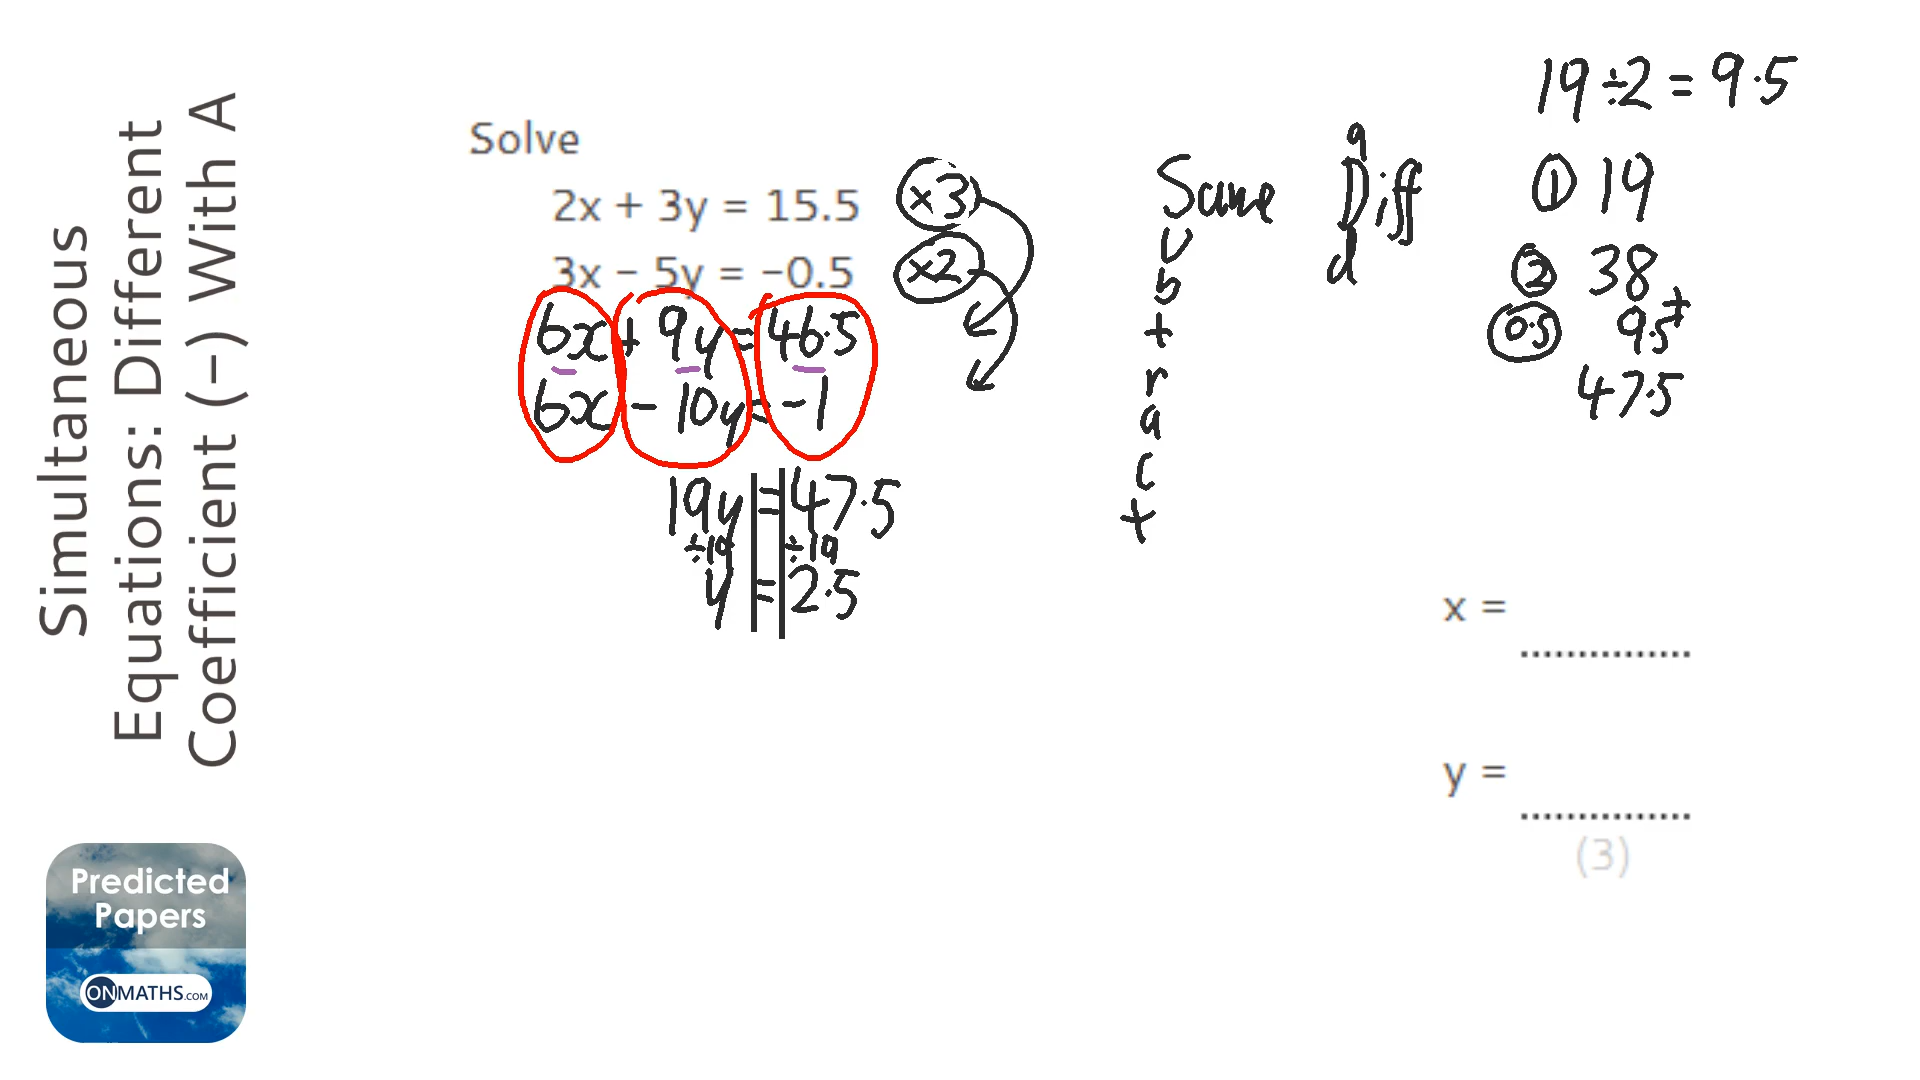 Simultaneous
Equations: Different
Coefficient (−) With A
Solve
2x + 3y = 15.5 ×3
3x − 5y = −0.5 ×2
6x + 9y = 46.5
6x − 10y = −1
19y = 47.5
÷19 ÷19
y = 2.5
Same
u
b
t
r
a
c
t
a
Diff
d
19 ÷ 2 = 9.5
1 19
2 38
0.5 9.5 +
47.5
x = ...............
y = ...............
(3)
Predicted
Papers
ONMATHS.COM